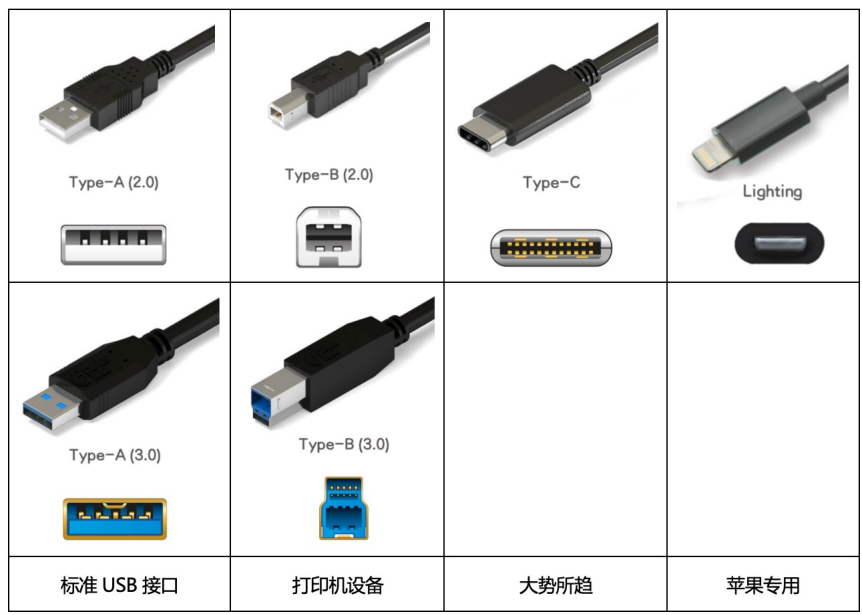 Type-A (2.0)
Type-B (2.0)
Type-C
Lighting
Type-A (3.0)
Type-B (3.0)
标准 USB 接口
打印机设备
大势所趋
苹果专用